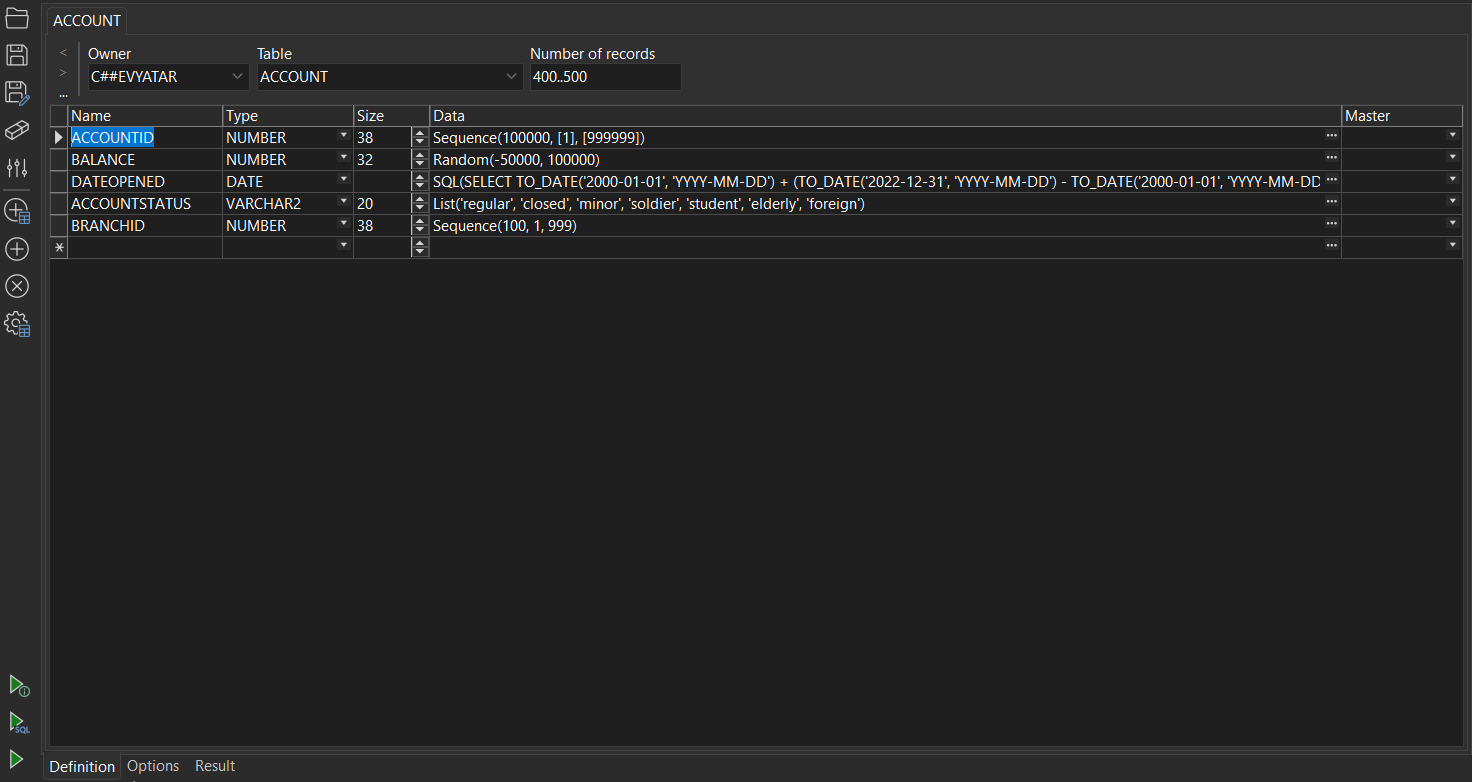 ACCOUNT
< Owner Table Number of records
> C##EVYATAR ACCOUNT 400..500
...
Name Type Size Data Master
ACCOUNTID NUMBER 38 Sequence(100000, [1], [999999]) ...
BALANCE NUMBER 32 Random(-50000, 100000) ...
DATEOPENED DATE SQL(SELECT TO_DATE('2000-01-01', 'YYYY-MM-DD') + (TO_DATE('2022-12-31', 'YYYY-MM-DD') - TO_DATE('2000-01-01', 'YYYY-MM-DD ...
ACCOUNTSTATUS VARCHAR2 20 List('regular', 'closed', 'minor', 'soldier', 'student', 'elderly', 'foreign') ...
BRANCHID NUMBER 38 Sequence(100, 1, 999) ...
* ...
SQL
Definition Options Result